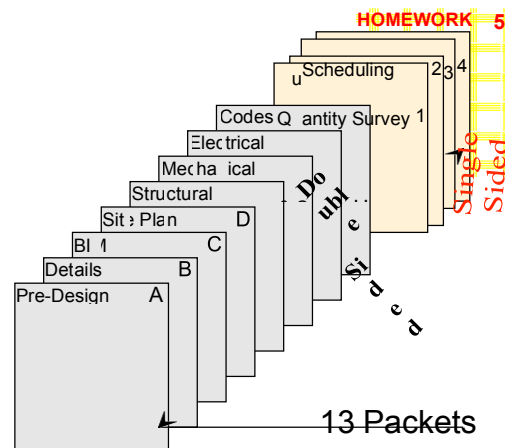 HOMEWORK 5
Scheduling 2 3 4
Codes Quantity Survey 1
Electrical
Mechanical
Structural
Site Plan D
BIM C
Details B
Pre-Design A
Double Sided
Single Sided
13 Packets